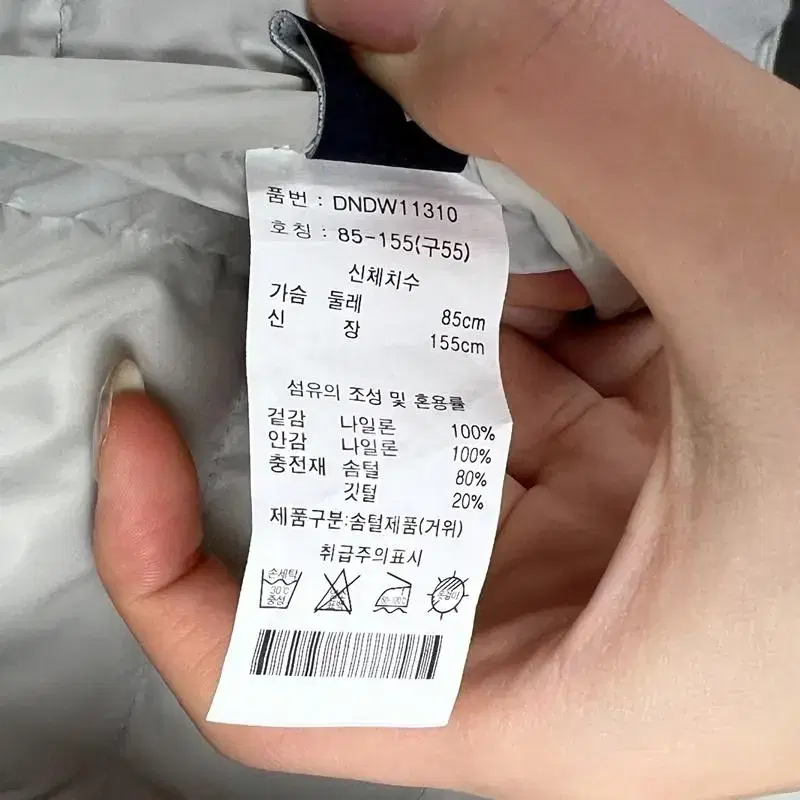 품번 : DNDW11310
호칭 : 85-155(구55)
신체치수
가슴 둘레 85cm
신 장 155cm
섬유의 조성 및 혼용률
겉감 나일론 100%
안감 나일론 100%
충전재 솜털 80%
깃털 20%
제품구분:솜털제품(거위)
취급주의표시
손세탁
30℃
중성